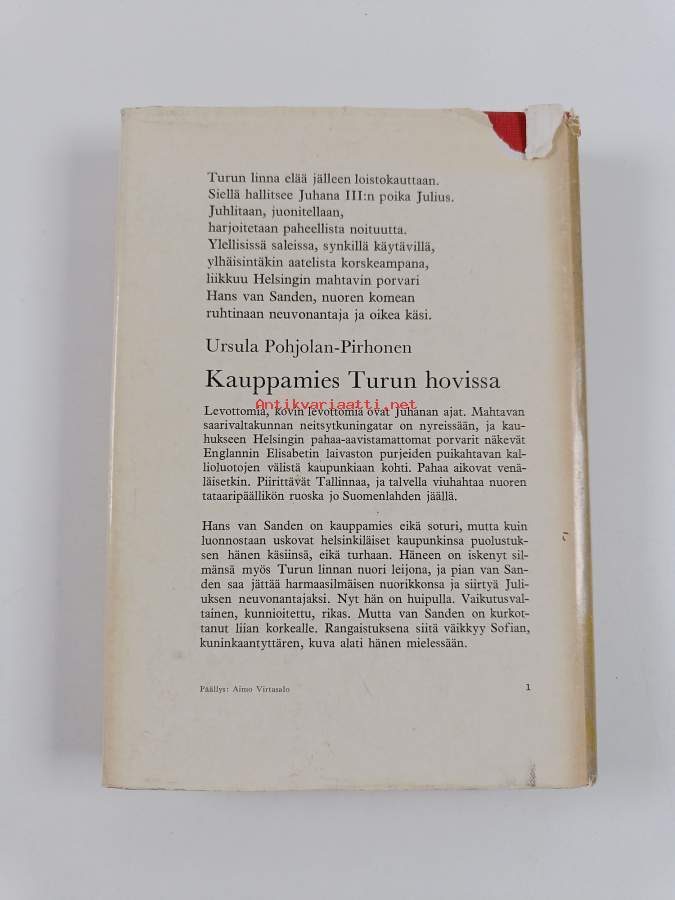 Turun linna elää jälleen loistokauttaan.
Siellä hallitsee Juhana III:n poika Julius.
Juhlitaan, juonitellaan,
harjoitetaan paheellista noituutta.
Ylellisissä saleissa, synkillä käytävillä,
ylhäisintäkin aatelista korskeampana,
liikkuu Helsingin mahtavin porvari
Hans van Sanden, nuoren komean
ruhtinaan neuvonantaja ja oikea käsi.
Ursula Pohjolan-Pirhonen
Kauppamies Turun hovissa
Antikvariaatti.net
Levottomia, kovin levottomia ovat Juhanan ajat. Mahtavan
saarivaltakunnan neitsytkuningatar on nyreissään, ja kau-
hukseen Helsingin pahaa-aavistamattomat porvarit näkevät
Englannin Elisabetin laivaston purjeiden puikahtavan kal-
lioluotojen välistä kaupunkiaan kohti. Pahaa aikovat venä-
läisetkin. Piirittävät Tallinnaa, ja talvella viuhahtaa nuoren
tataaripäällikön ruoska jo Suomenlahden jäällä.
Hans van Sanden on kauppamies eikä soturi, mutta kuin
luonnostaan uskovat helsinkiläiset kaupunkinsa puolustuk-
sen hänen käsiinsä, eikä turhaan. Häneen on iskenyt sil-
mänsä myös Turun linnan nuori leijona, ja pian van San-
den saa jättää harmaasilmäisen nuorikkonsa ja siirtyä Juli-
uksen neuvonantajaksi. Nyt hän on huipulla. Vaikutusval-
tainen, kunnioitettu, rikas. Mutta van Sanden on kurkot-
tanut liian korkealle. Rangaistuksena siitä väikkyy Sofian,
kuninkaantyttären, kuva alati hänen mielessään.
Päällys: Aimo Virtasalo
1